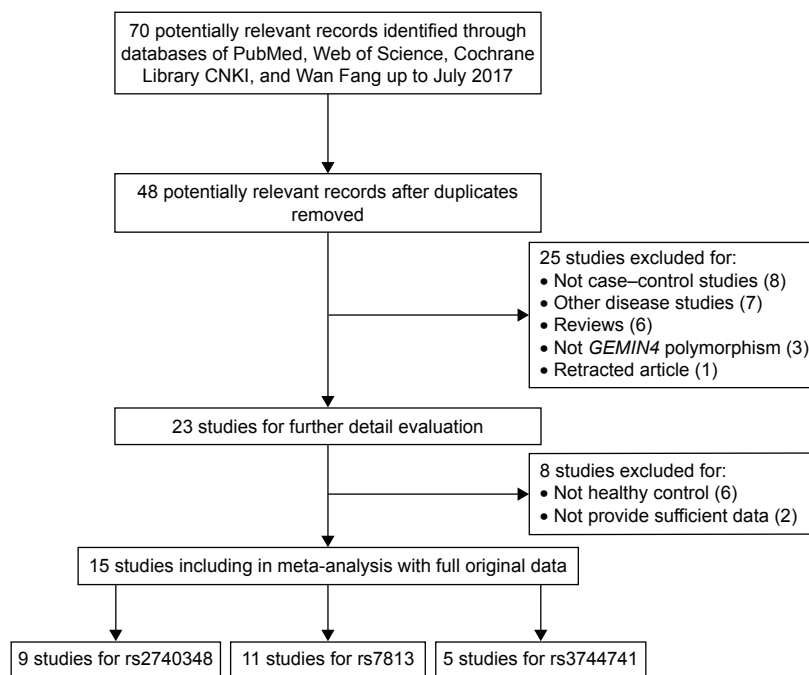 70 potentially relevant records identified through
databases of PubMed, Web of Science, Cochrane
Library CNKI, and Wan Fang up to July 2017
48 potentially relevant records after duplicates
removed
25 studies excluded for:
• Not case–control studies (8)
• Other disease studies (7)
• Reviews (6)
• Not GEMIN4 polymorphism (3)
• Retracted article (1)
23 studies for further detail evaluation
8 studies excluded for:
• Not healthy control (6)
• Not provide sufficient data (2)
15 studies including in meta-analysis with full original data
9 studies for rs2740348
11 studies for rs7813
5 studies for rs3744741